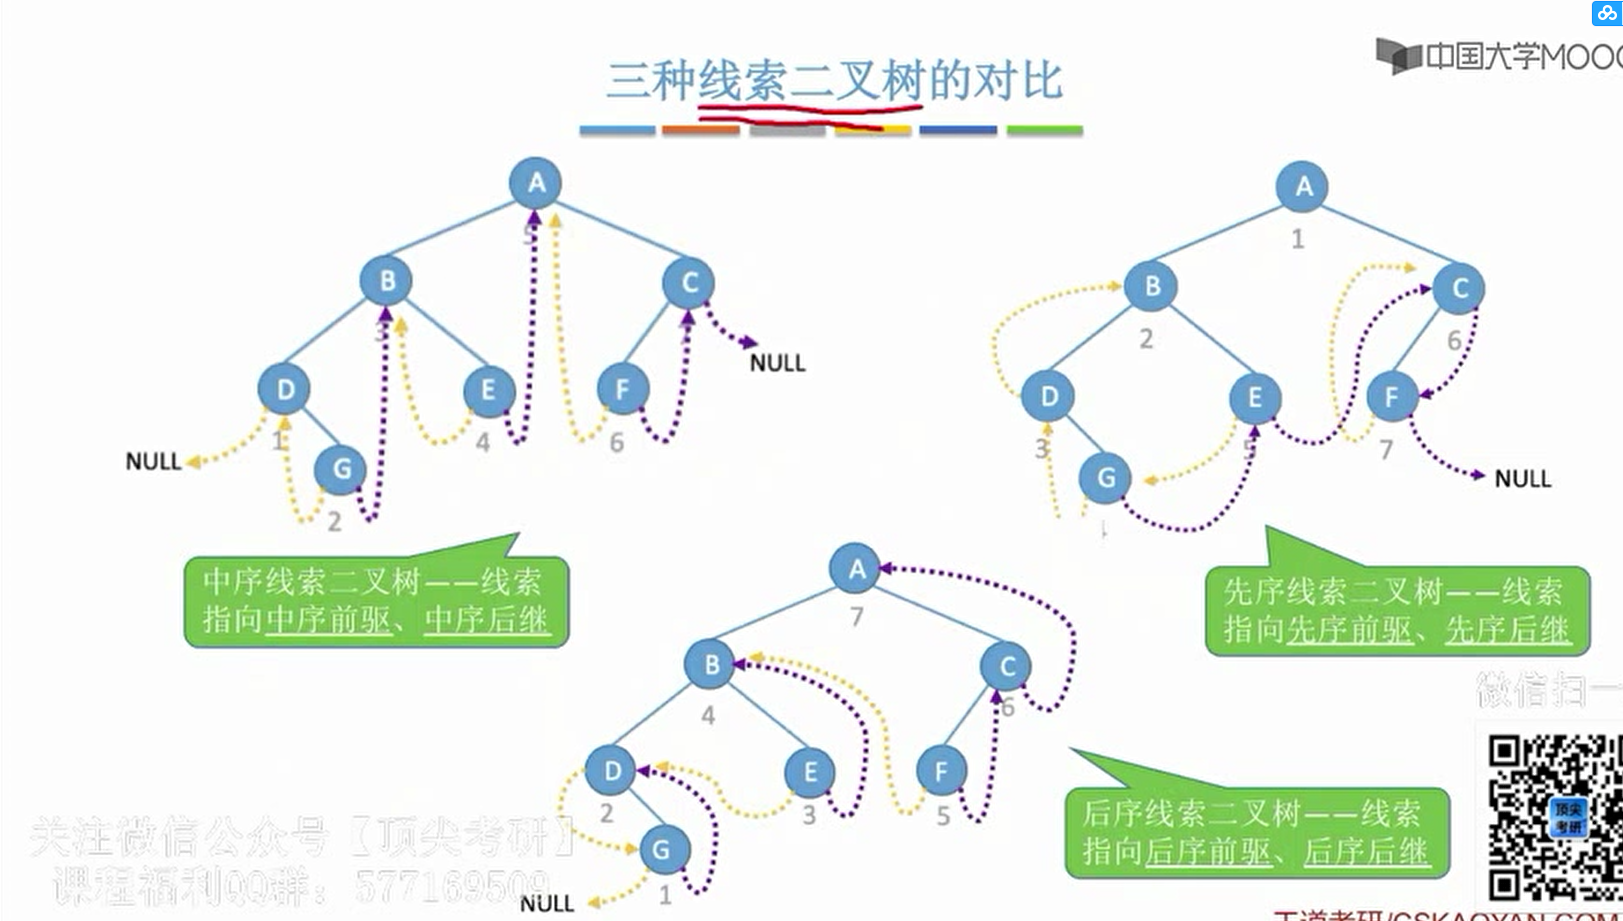 中国大学MOOC
三种线索二叉树的对比
A
5
B
3
C
D
1
E
4
F
6
G
2
NULL
NULL
中序线索二叉树——线索
指向中序前驱、中序后继
A
1
B
2
C
6
D
3
E
5
F
7
G
NULL
先序线索二叉树——线索
指向先序前驱、先序后继
A
7
B
4
C
6
D
2
E
3
F
5
G
1
NULL
后序线索二叉树——线索
指向后序前驱、后序后继
微信扫一
顶尖
考研
关注微信公众号【顶尖考研】
课程福利QQ群：577169509
王道考研/CSKAOYAN.COM